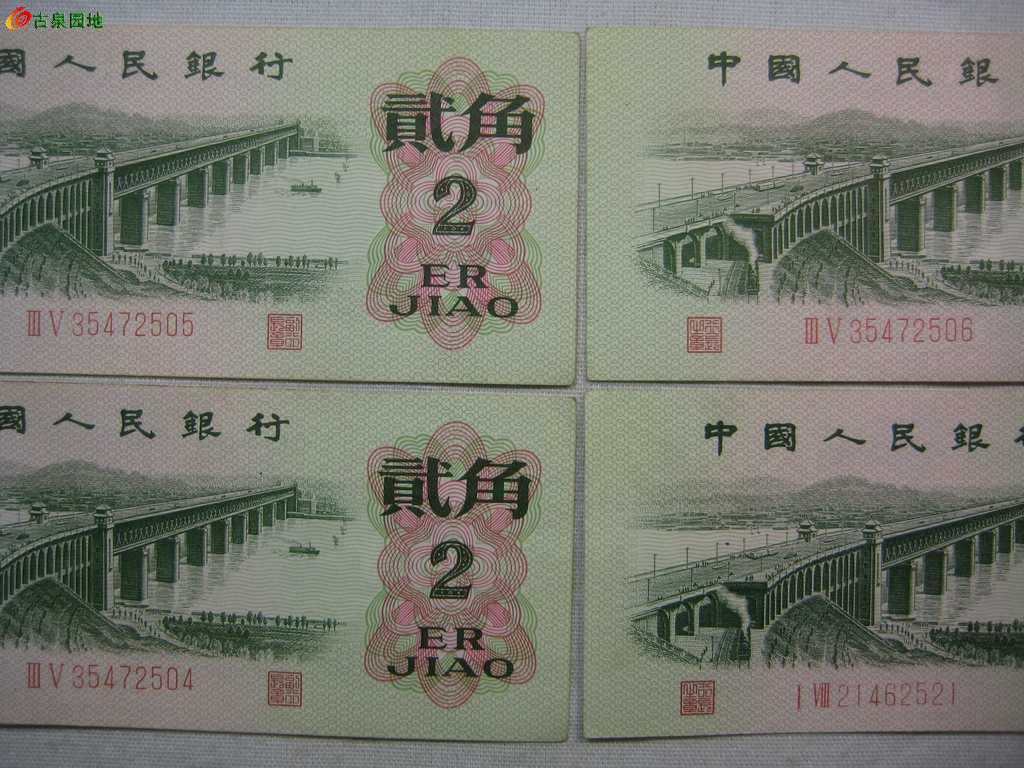 古泉园地
國人民銀行
貳角
2
ER
JIAO
ⅢⅤ35472505
中國人民銀
ⅢⅤ35472506
國人民銀行
貳角
2
ER
JIAO
ⅢⅤ35472504
中國人民銀
ⅠⅧ21462521